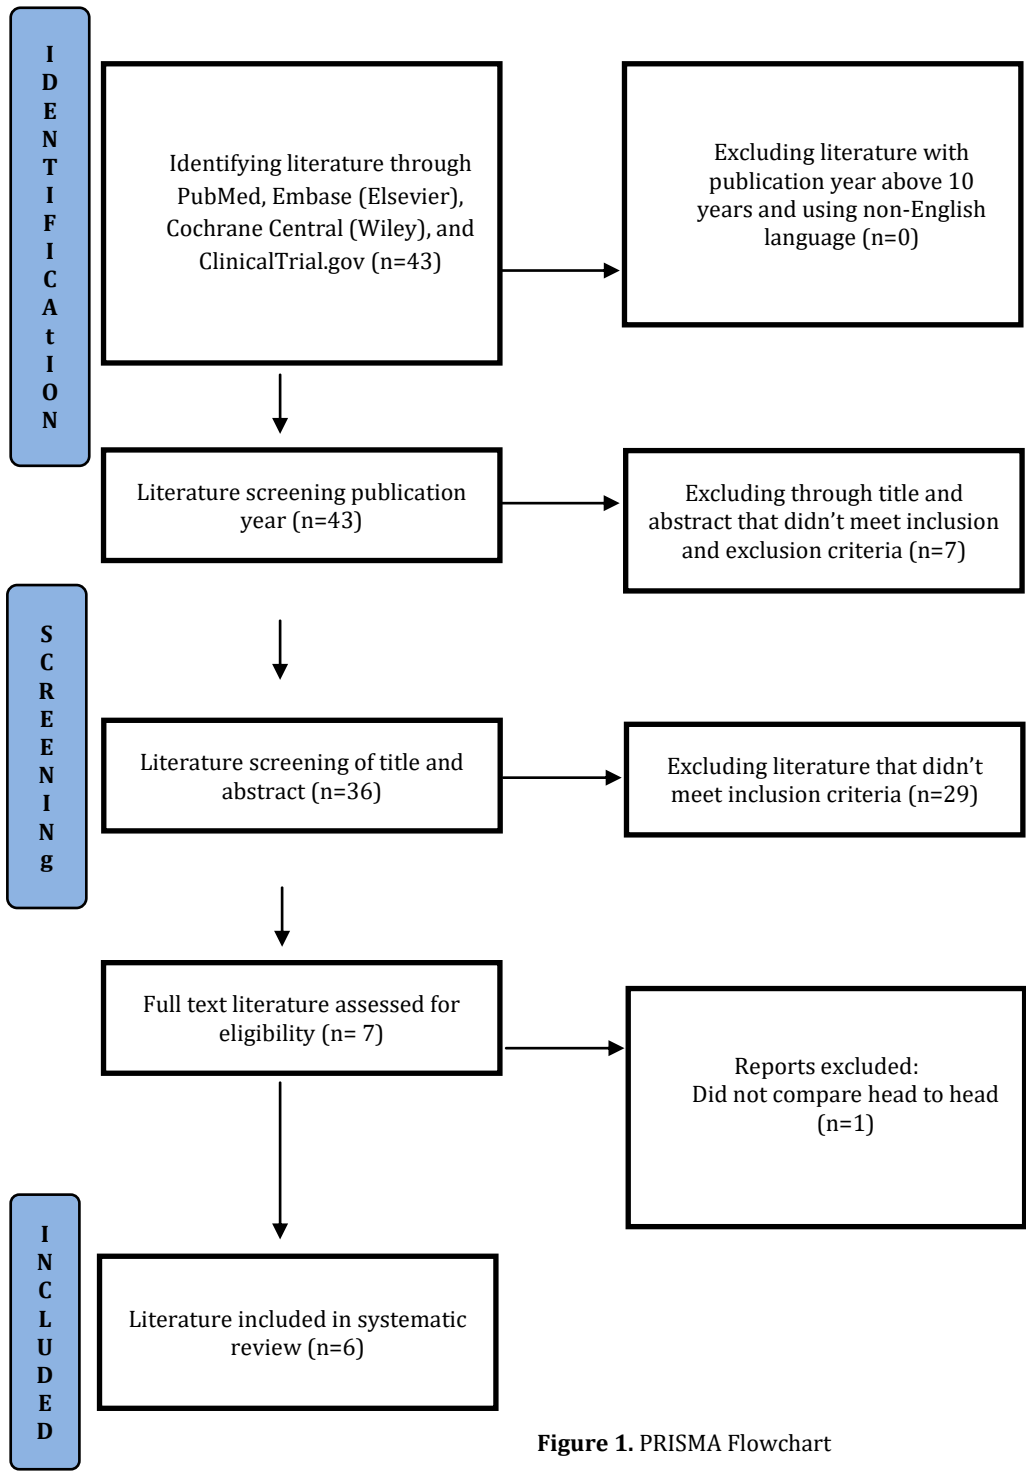 IDENTIFICAtION
Identifying literature through
PubMed, Embase (Elsevier),
Cochrane Central (Wiley), and
ClinicalTrial.gov (n=43)
Excluding literature with
publication year above 10
years and using non-English
language (n=0)
Literature screening publication
year (n=43)
Excluding through title and
abstract that didn't meet inclusion
and exclusion criteria (n=7)
SCREENINg
Literature screening of title and
abstract (n=36)
Excluding literature that didn't
meet inclusion criteria (n=29)
Full text literature assessed for
eligibility (n= 7)
Reports excluded:
Did not compare head to head
(n=1)
INCLUDED
Literature included in systematic
review (n=6)
Figure 1. PRISMA Flowchart